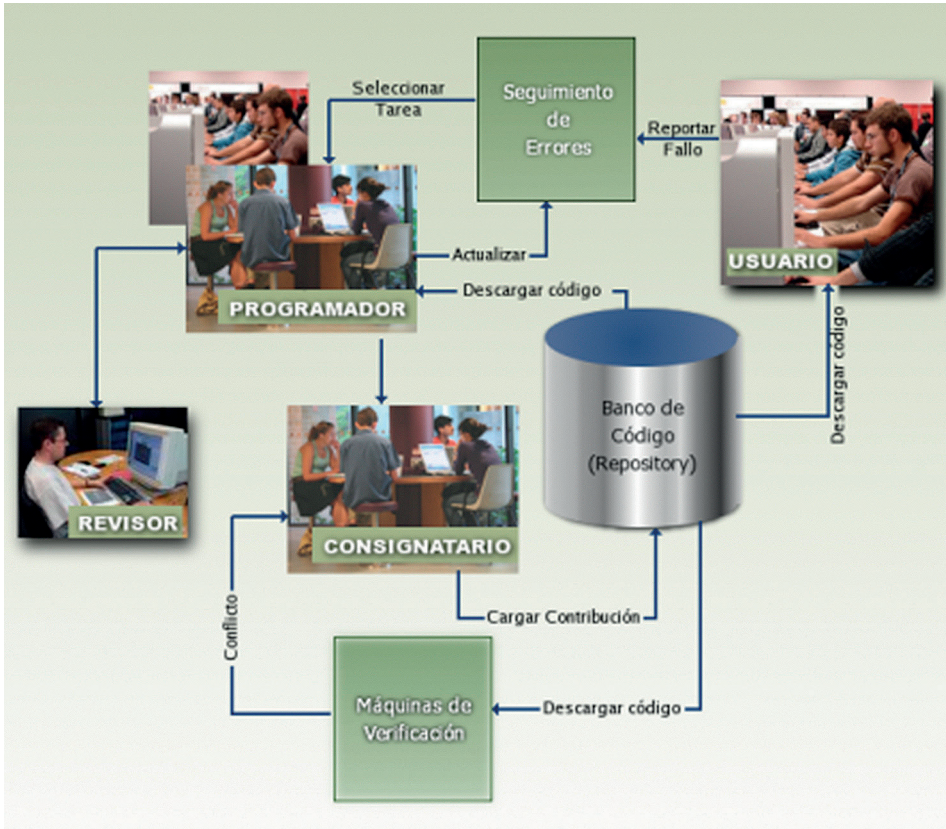 Seleccionar
Tarea
Seguimiento
de
Errores
Reportar
Fallo
USUARIO
Actualizar
PROGRAMADOR
Descargar código
Descargar código
Banco de
Código
(Repository)
REVISOR
CONSIGNATARIO
Conflicto
Cargar Contribución
Máquinas de
Verificación
Descargar código